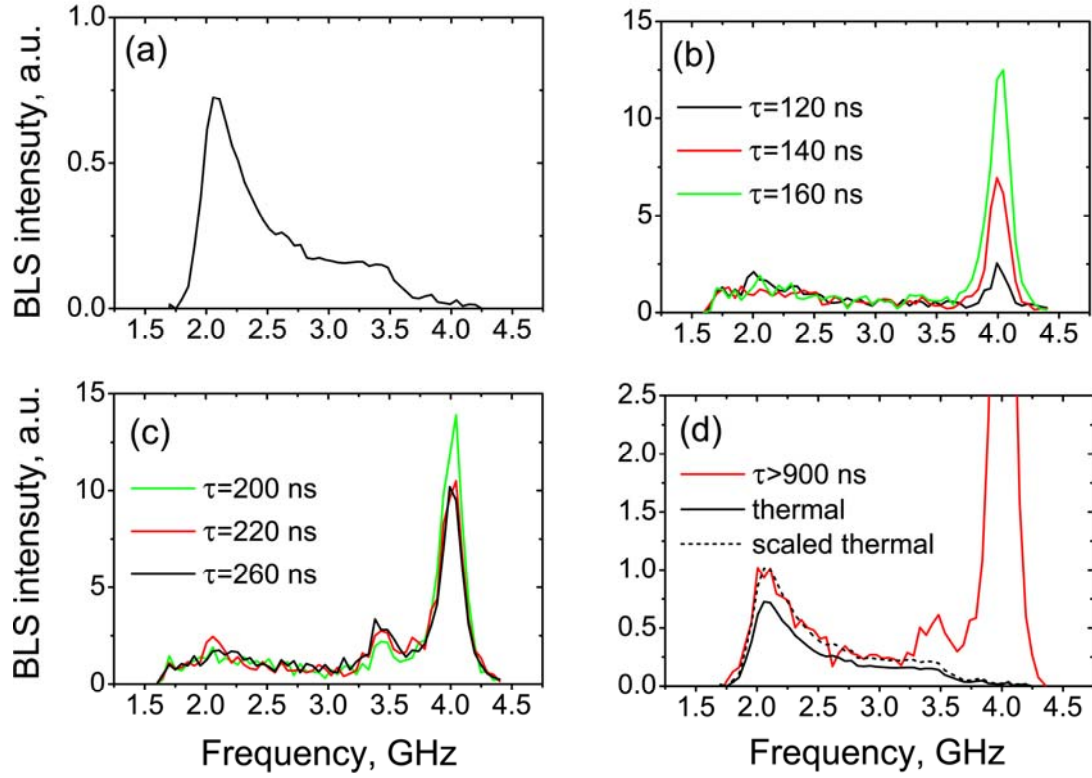 BLS intensuty, a.u.
1.0
0.5
0.0
(a)
1.5 2.0 2.5 3.0 3.5 4.0 4.5
15
10
5
0
(b)
τ=120 ns
τ=140 ns
τ=160 ns
1.5 2.0 2.5 3.0 3.5 4.0 4.5
BLS intensuty, a.u.
15
10
5
0
(c)
τ=200 ns
τ=220 ns
τ=260 ns
1.5 2.0 2.5 3.0 3.5 4.0 4.5
Frequency, GHz
2.5
2.0
1.5
1.0
0.5
0.0
(d)
τ>900 ns
thermal
scaled thermal
1.5 2.0 2.5 3.0 3.5 4.0 4.5
Frequency, GHz